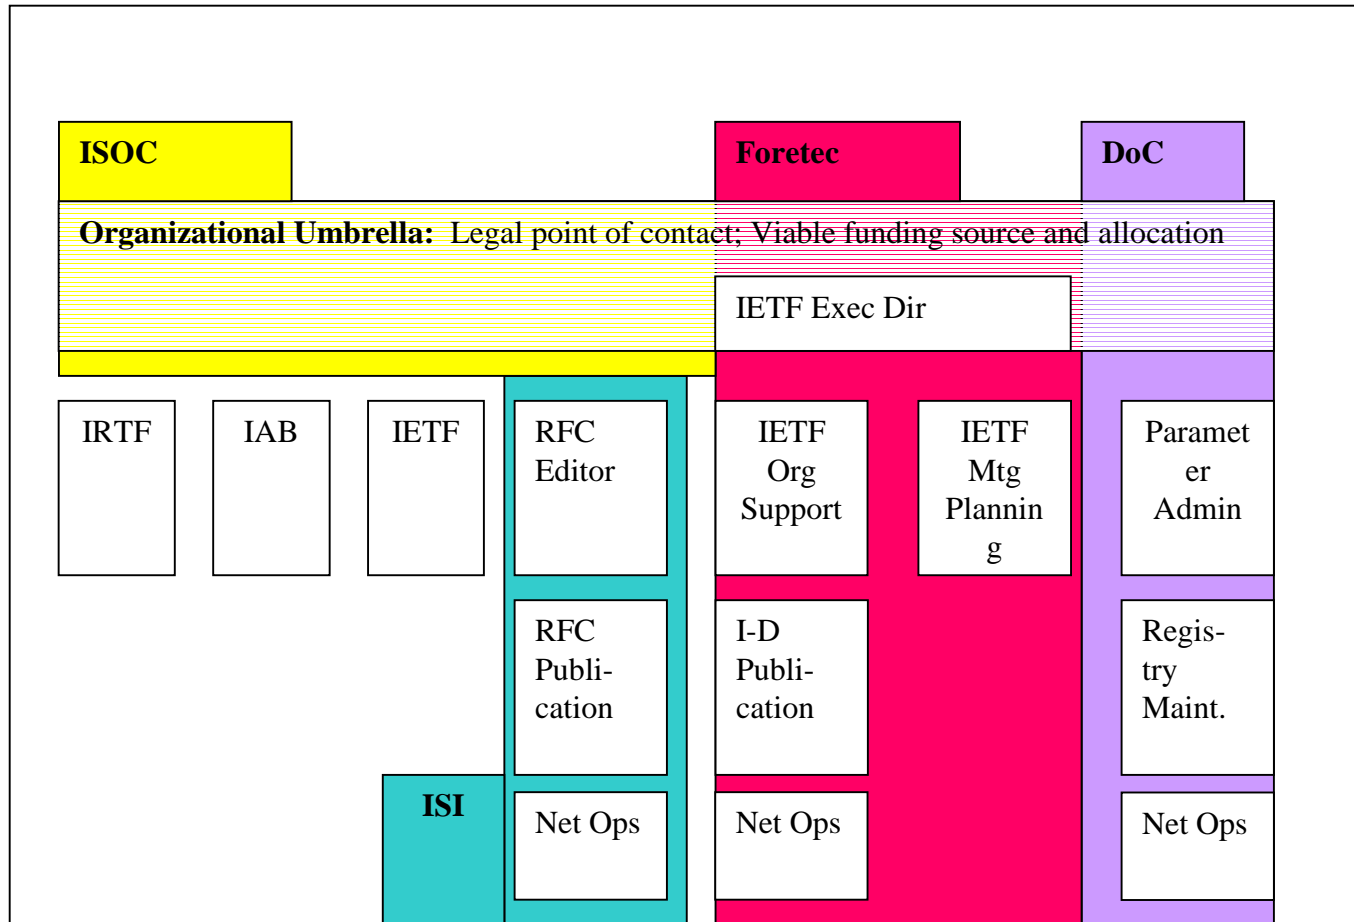 ISOC
Foretec
DoC
Organizational Umbrella: Legal point of contact; Viable funding source and allocation
IETF Exec Dir
IRTF
IAB
IETF
RFC
Editor
IETF
Org
Support
IETF
Mtg
Plannin
g
Paramet
er
Admin
RFC
Publi-
cation
I-D
Publi-
cation
Regis-
try
Maint.
ISI
Net Ops
Net Ops
Net Ops